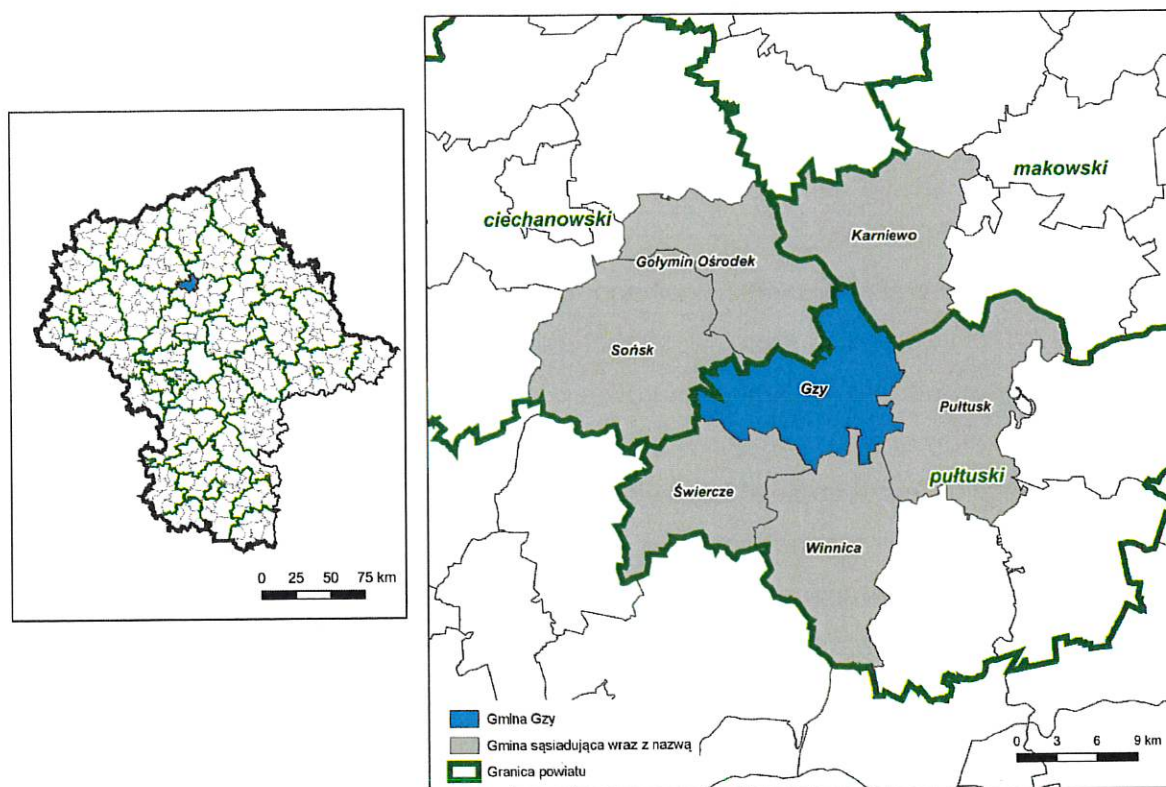 0 25 50 75 km
ciechanowski
makowski
Karniewo
Gołymin Ośrodek
Sońsk
Gzy
Pułtusk
pułtuski
Świercze
Winnica
Gmina Gzy
Gmina sąsiadująca wraz z nazwą
Granica powiatu
0 3 6 9 km